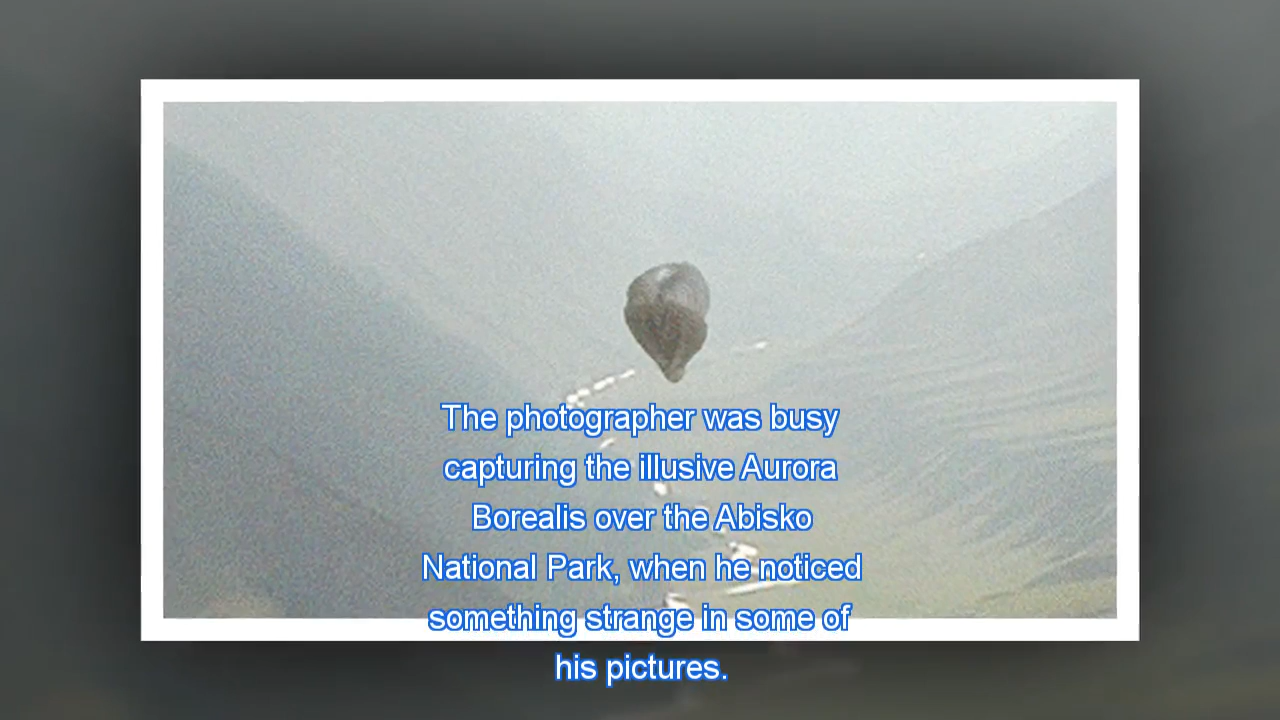 The photographer was busy
capturing the illusive Aurora
Borealis over the Abisko
National Park, when he noticed
something strange in some of
his pictures.